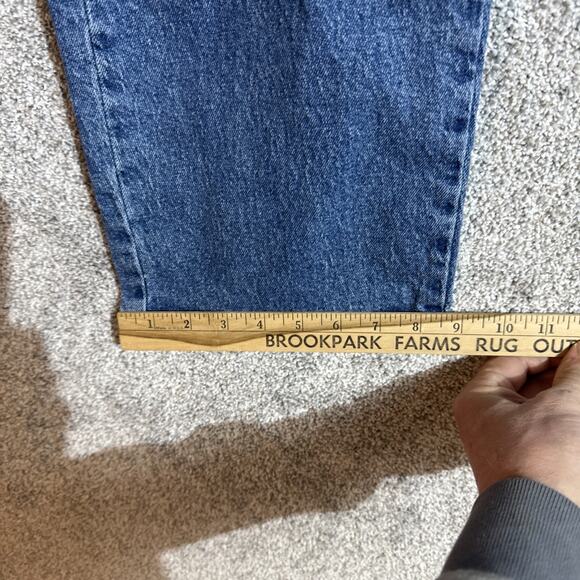 1 2 3 4 5 6 7 8 9 10 11
BROOKPARK FARMS RUG OUT